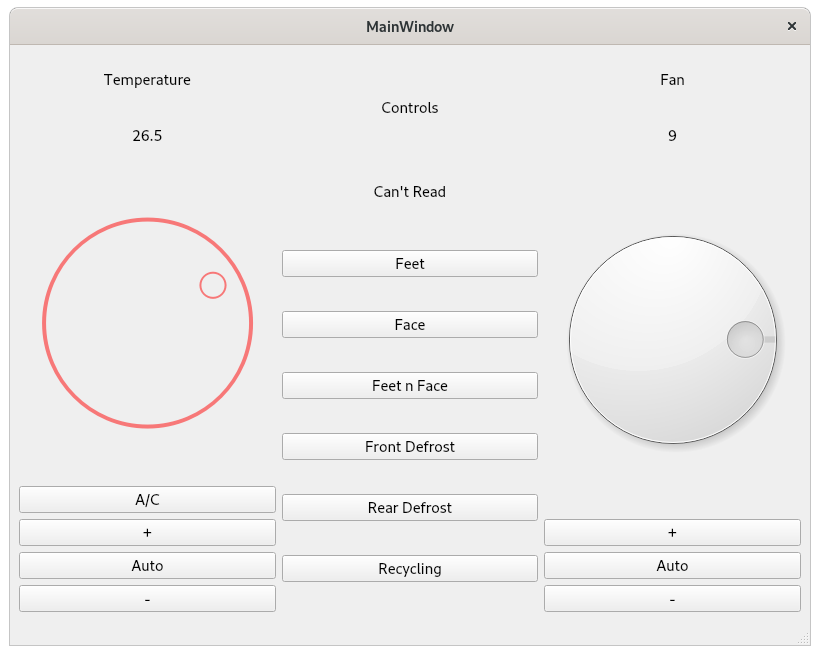 MainWindow
Temperature
26.5
A/C
+
Auto
-
Controls
Can't Read
Feet
Face
Feet n Face
Front Defrost
Rear Defrost
Recycling
Fan
9
+
Auto
-